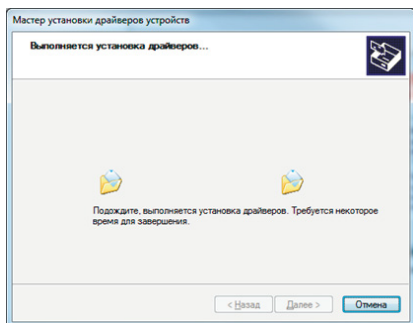 Мастер установки драйверов устройств
Выполняется установка драйверов...
Подождите, выполняется установка драйверов. Требуется некоторое
время для завершения.
< Назад
Далее >
Отмена